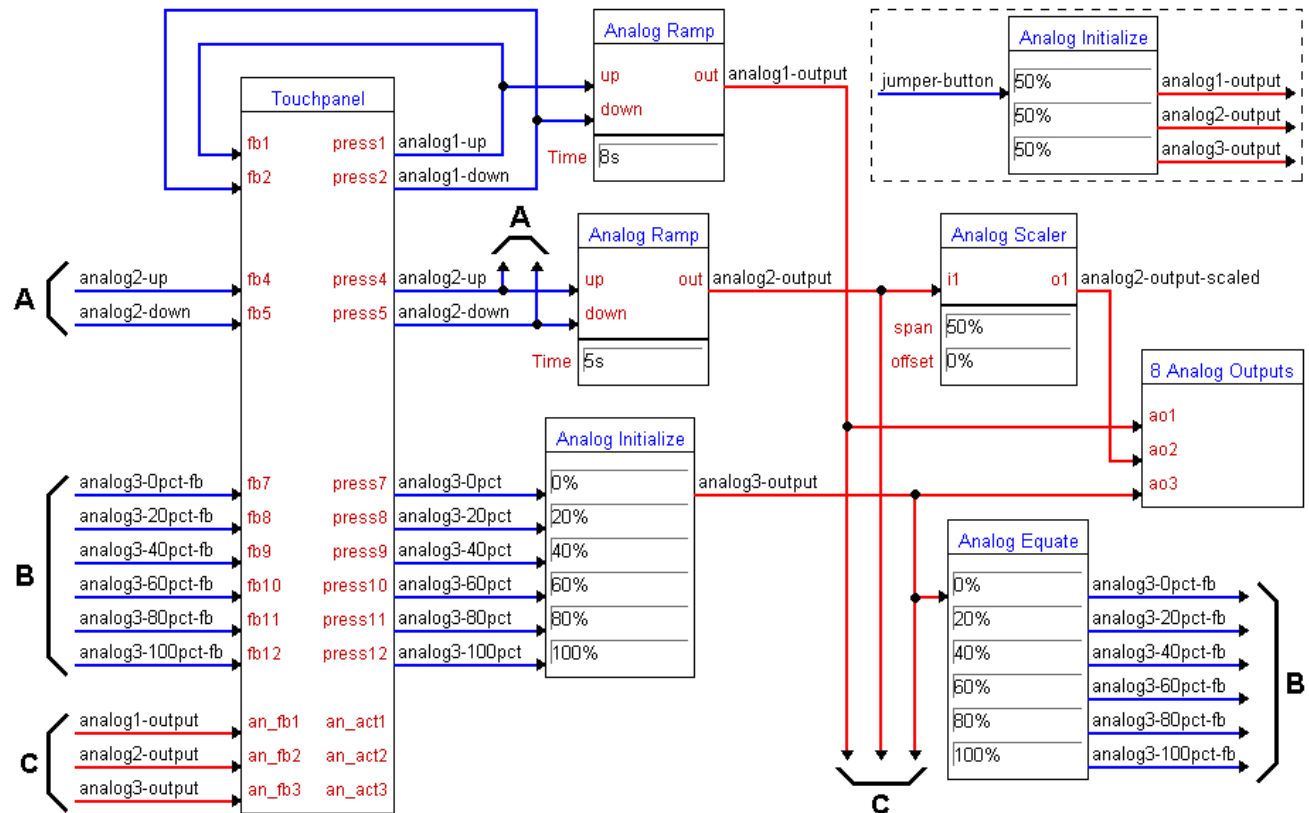 Analog Ramp
up out analog1-output
down
Time 8s
Analog Initialize
jumper-button 50% analog1-output
50% analog2-output
50% analog3-output
Touchpanel
fb1 press1 analog1-up
fb2 press2 analog1-down
A
Analog Ramp
up out analog2-output
down
Time 5s
Analog Scaler
i1 o1 analog2-output-scaled
span 50%
offset 0%
A
analog2-up fb4 press4 analog2-up
analog2-down fb5 press5 analog2-down
8 Analog Outputs
ao1
ao2
ao3
Analog Initialize
B
analog3-0pct-fb fb7 press7 analog3-0pct 0% analog3-output
analog3-20pct-fb fb8 press8 analog3-20pct 20%
analog3-40pct-fb fb9 press9 analog3-40pct 40%
analog3-60pct-fb fb10 press10 analog3-60pct 60%
analog3-80pct-fb fb11 press11 analog3-80pct 80%
analog3-100pct-fb fb12 press12 analog3-100pct 100%
Analog Equate
0% analog3-0pct-fb
20% analog3-20pct-fb
40% analog3-40pct-fb
60% analog3-60pct-fb
80% analog3-80pct-fb
100% analog3-100pct-fb
B
C
analog1-output an_fb1 an_act1
analog2-output an_fb2 an_act2
analog3-output an_fb3 an_act3
C